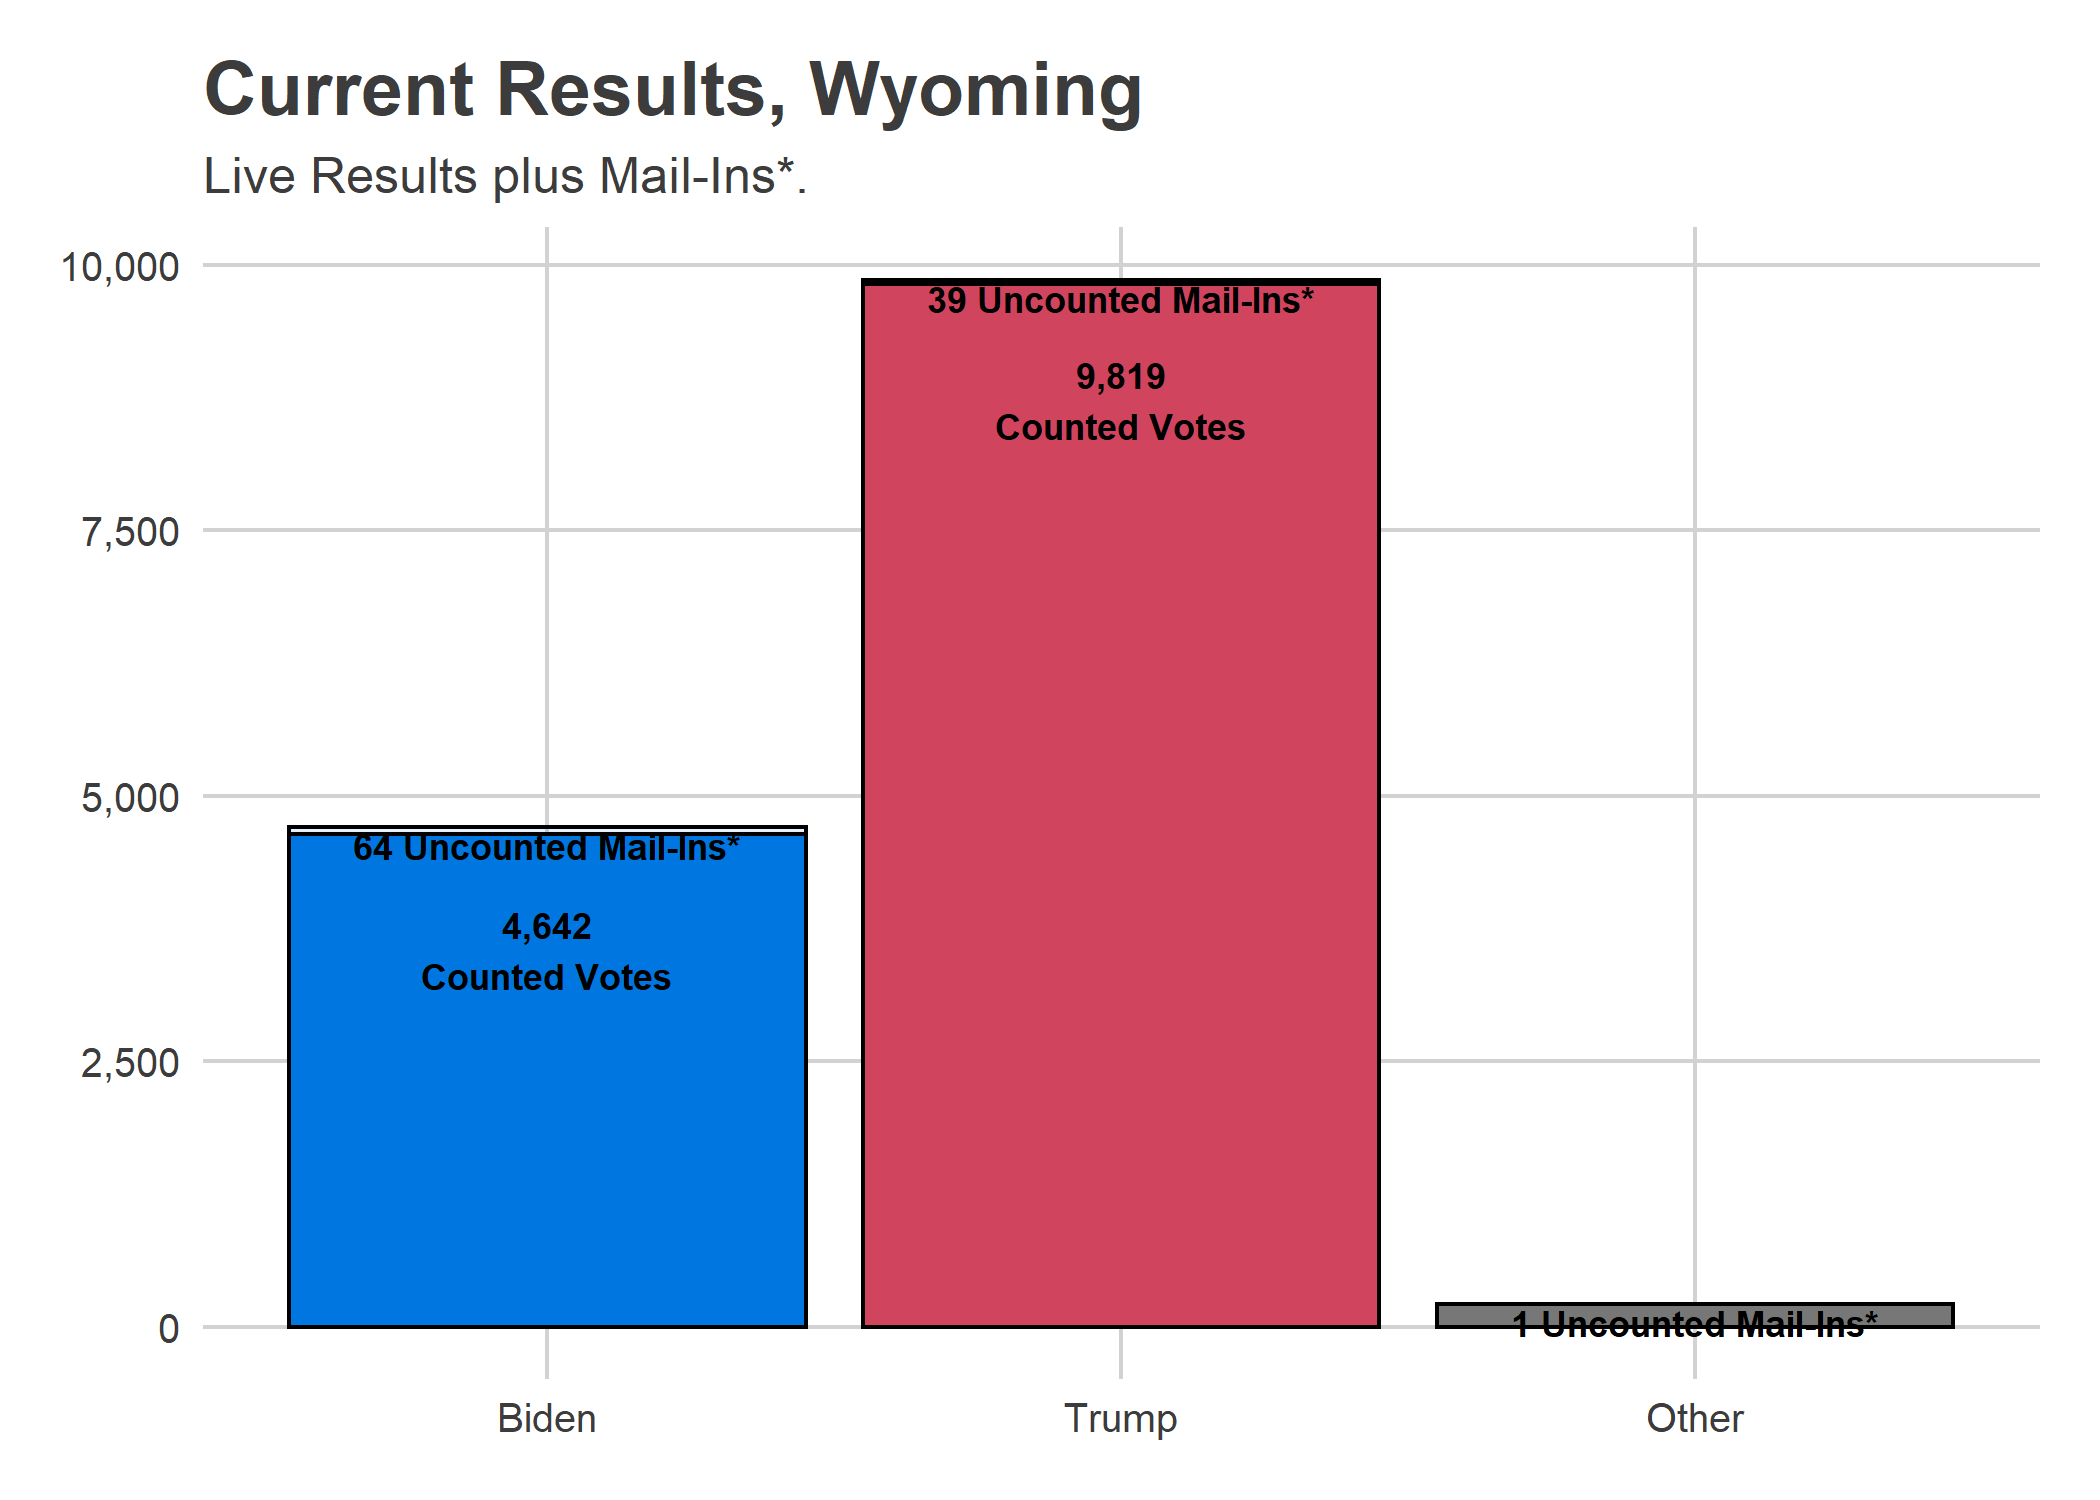 Current Results, Wyoming
Live Results plus Mail-Ins*.
10,000
7,500
5,000
2,500
0
64 Uncounted Mail-Ins*
4,642
Counted Votes
39 Uncounted Mail-Ins*
9,819
Counted Votes
1 Uncounted Mail-Ins*
Biden
Trump
Other